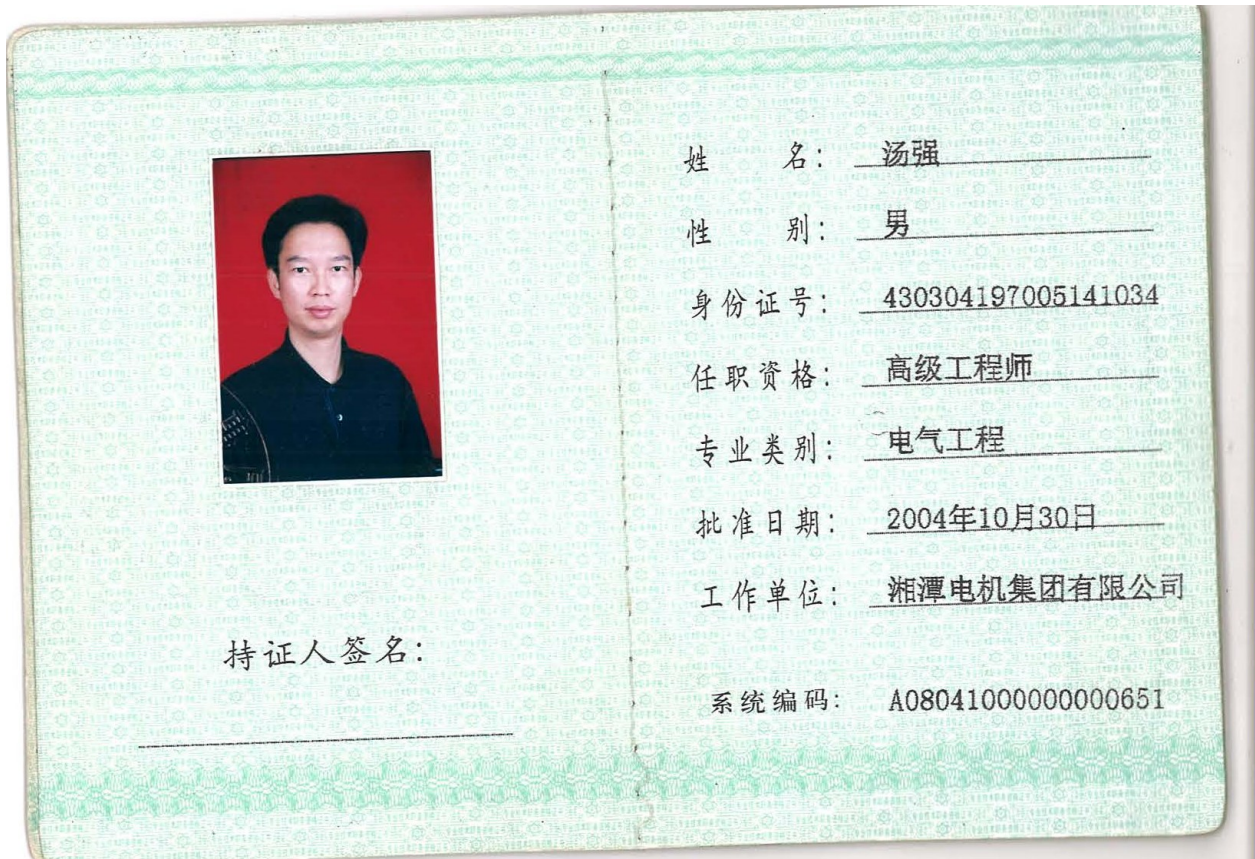 姓 名： 汤强
性 别： 男
身份证号： 430304197005141034
任职资格： 高级工程师
专业类别： 电气工程
批准日期： 2004年10月30日
工作单位： 湘潭电机集团有限公司
持证人签名：
系统编码： A08041000000000651